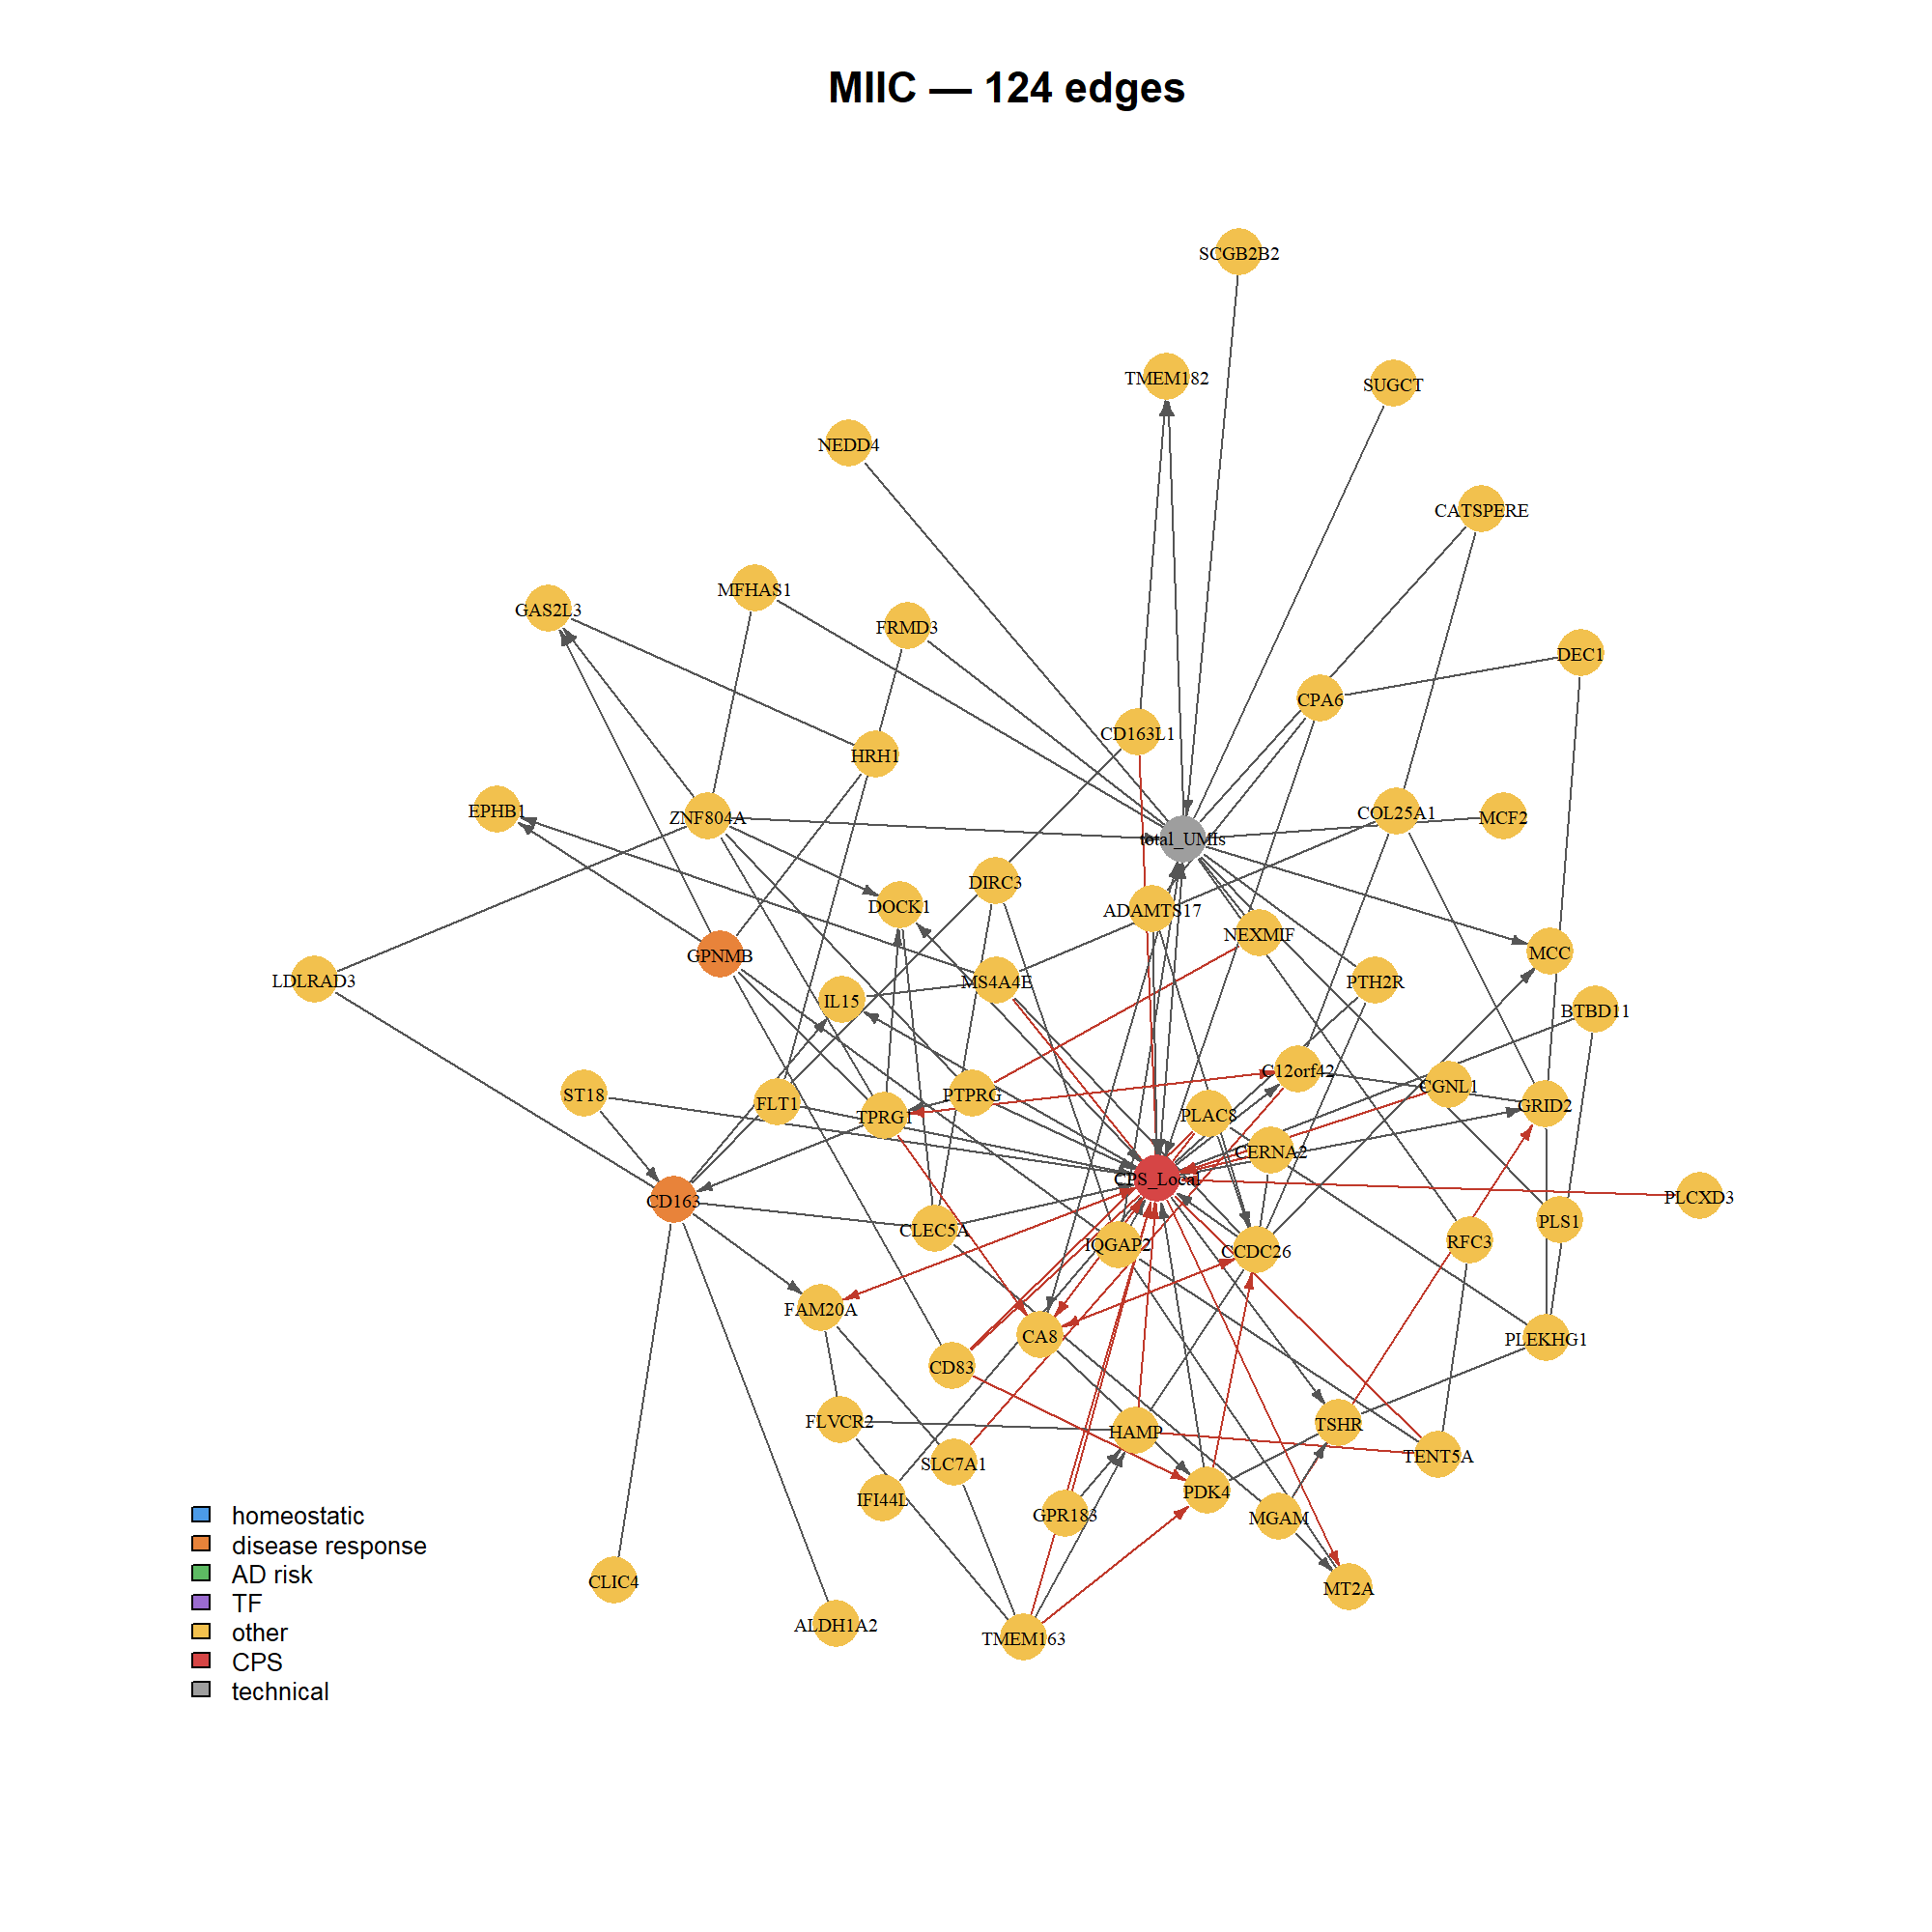 MIIC — 124 edges
SCGB2B2
TMEM182
SUGCT
NEDD4
CATSPERE
MFHAS1
GAS2L3
FRMD3
DEC1
CPA6
CD163L1
HRH1
EPHB1
ZNF804A
COL25A1
MCF2
total_UMIs
DIRC3
DOCK1
ADAMTS17
NEXMIF
GPNMB
MCC
LDLRAD3
MS4A4E
PTH2R
IL15
BTBD11
C12orf42
CGNL1
ST18
FLT1
PTPRG
TPRG1
PLAC8
GRID2
CERNA2
CPS_Local
PLCXD3
CD163
CLEC5A
IQGAP2
CCDC26
RFC3
PLS1
FAM20A
CA8
PLEKHG1
CD83
FLVCR2
HAMP
TSHR
TENT5A
SLC7A1
IFI44L
GPR183
PDK4
MGAM
CLIC4
MT2A
ALDH1A2
TMEM163
homeostatic
disease response
AD risk
TF
other
CPS
technical